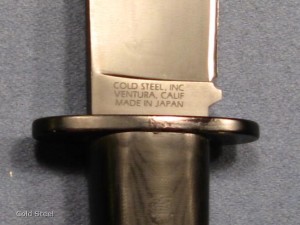 COLD STEEL, INC
VENTURA, CALIF
MADE IN JAPAN
Cold Steel